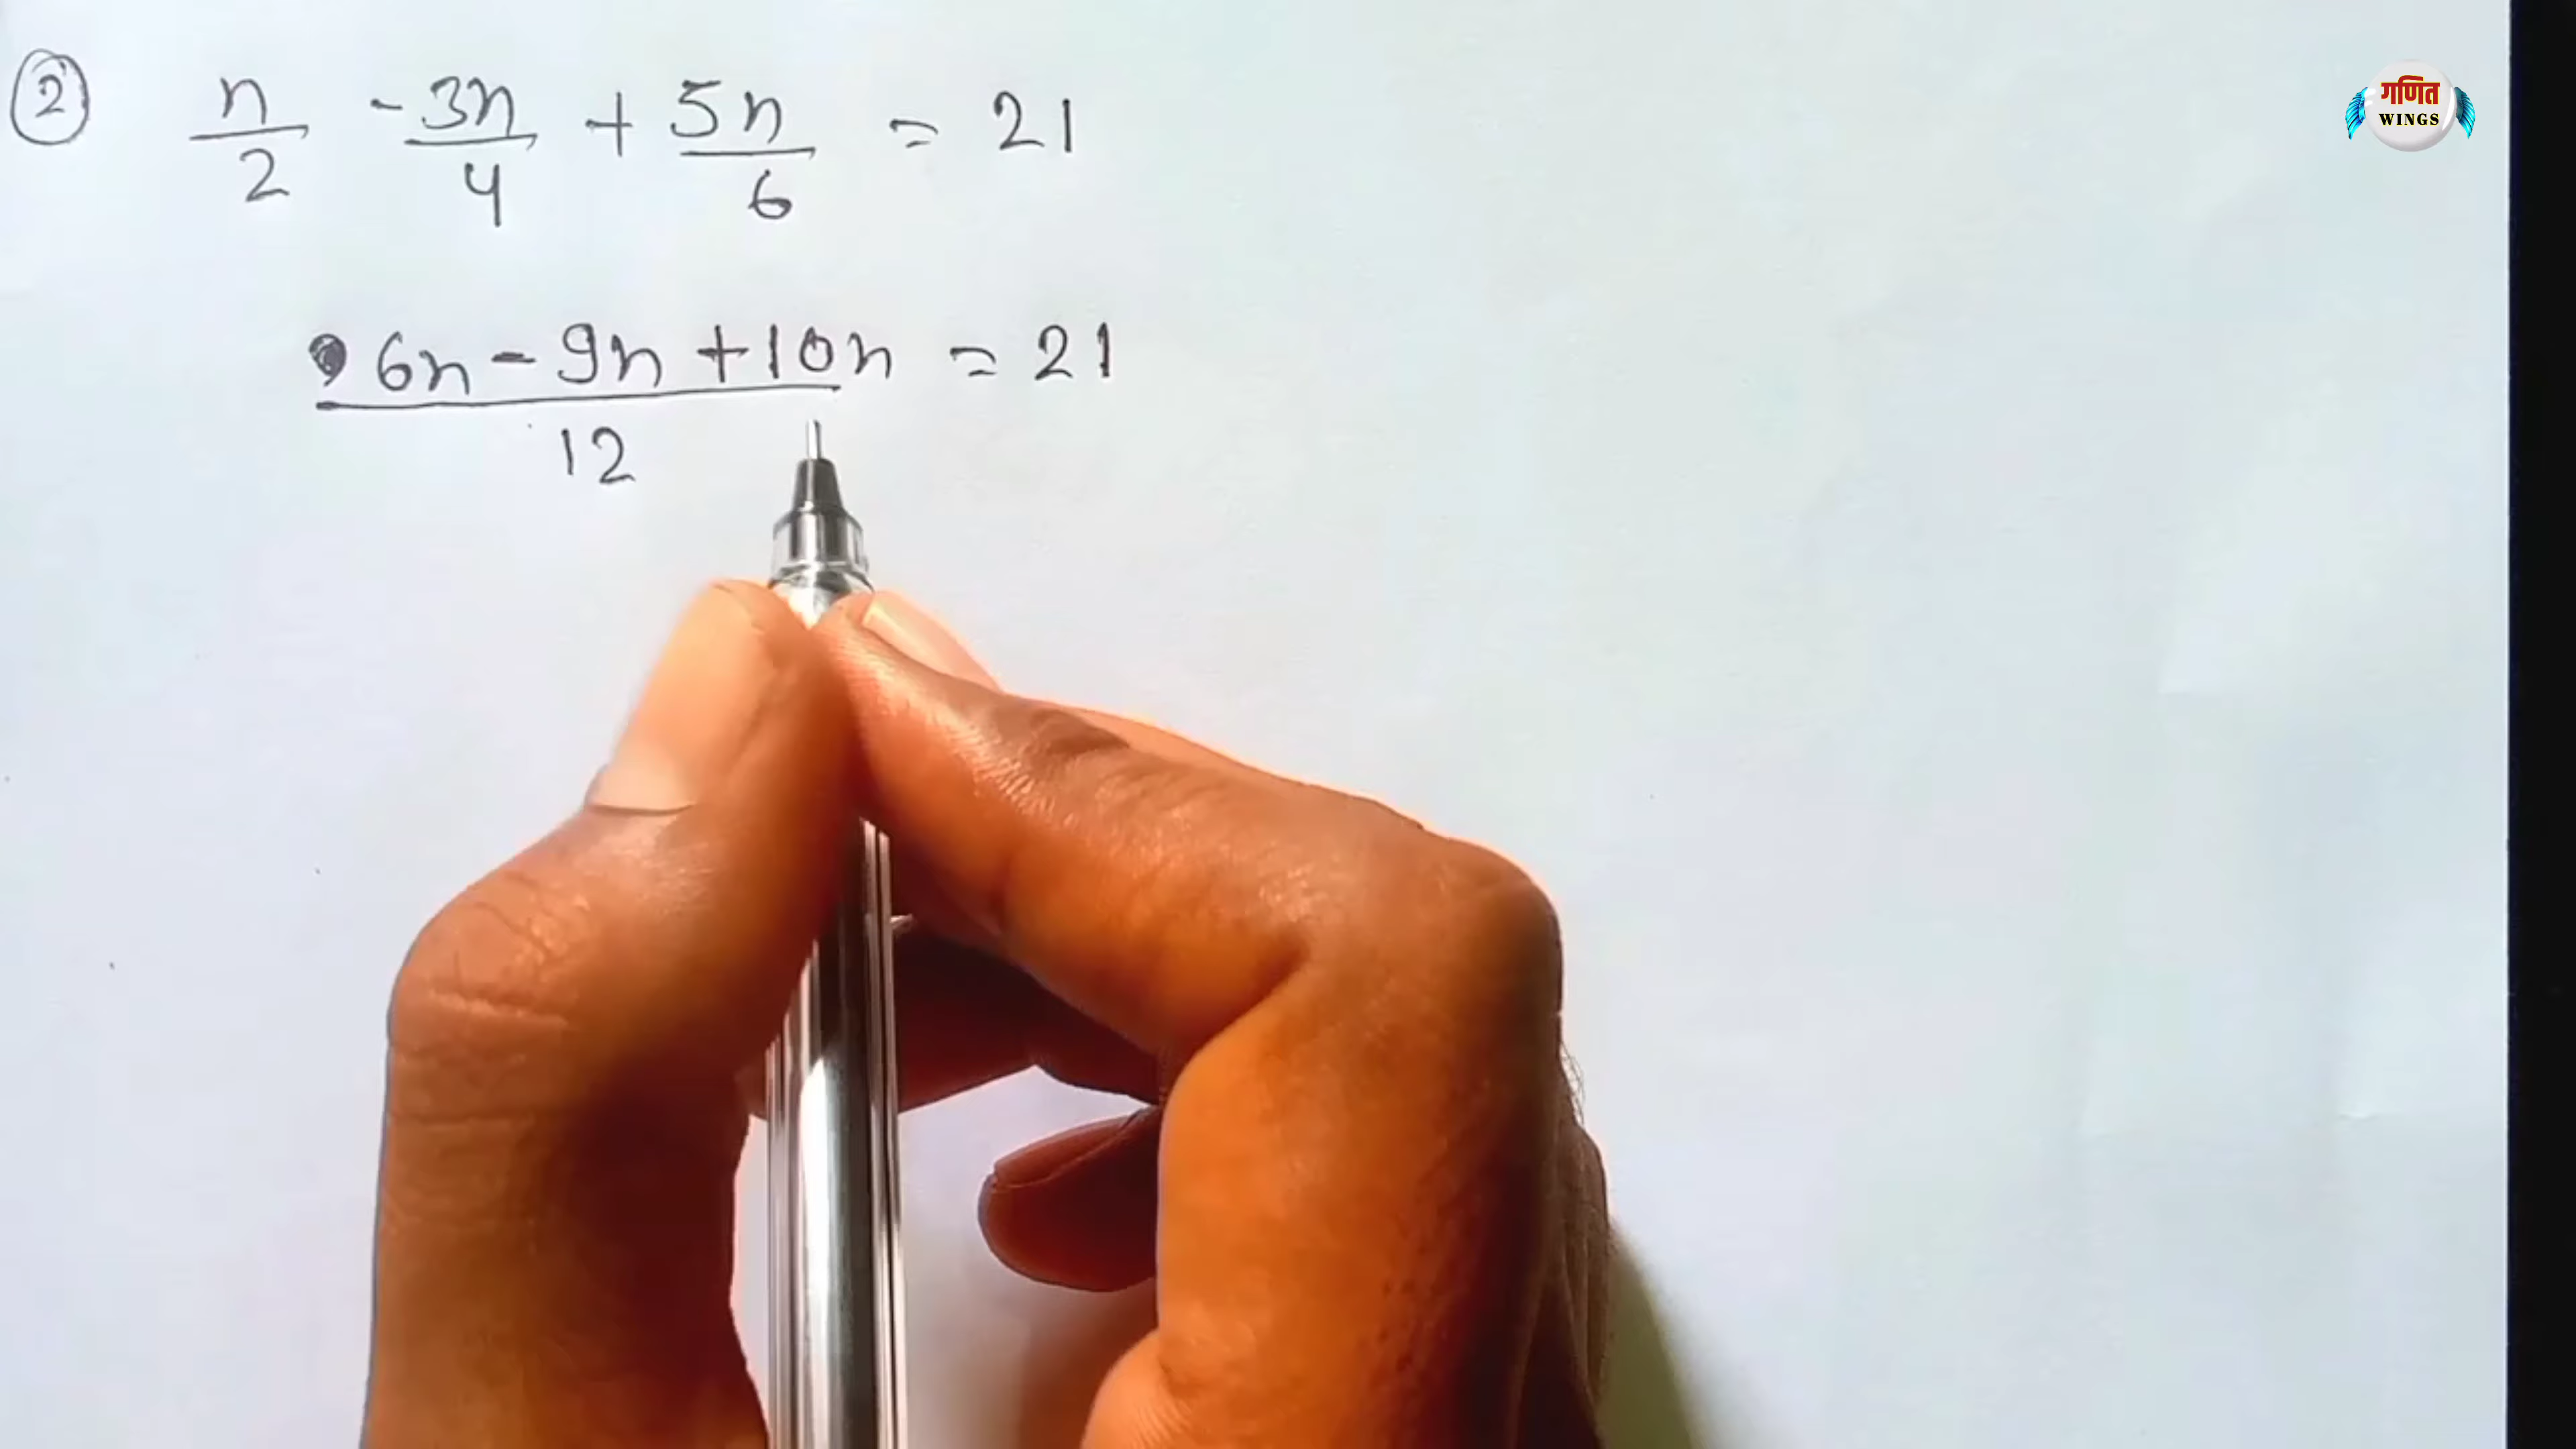 ② n/2 - 3n/4 + 5n/6 = 21
गणित
WINGS
6n - 9n + 10n / 12 = 21